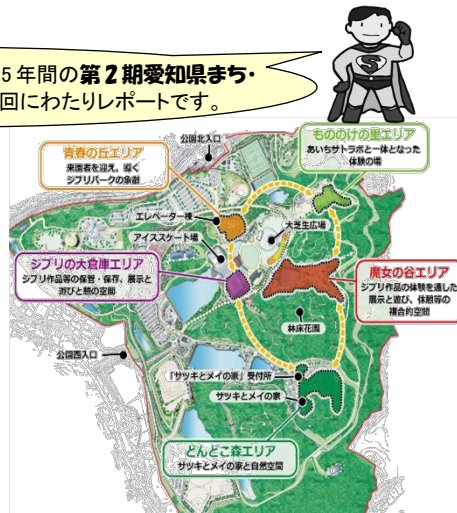 5年間の第2期愛知県まち・
回にわたりレポートです。
S
公園北入口
青春の丘エリア
来園者を迎え、導く
ジブリパークの象徴
もののけの里エリア
あいちサトラボと一体となった
体験の場
エレベーター棟
アイススケート場
大芝生広場
ジブリの大倉庫エリア
ジブリ作品等の保管・保存、展示と
遊びと憩の空間
魔女の谷エリア
ジブリ作品の体験を通した
展示と遊び、休憩等の
複合的空間
林床花園
公園西入口
「サツキとメイの家」受付所
サツキとメイの家
どんどこ森エリア
サツキとメイの家と自然空間